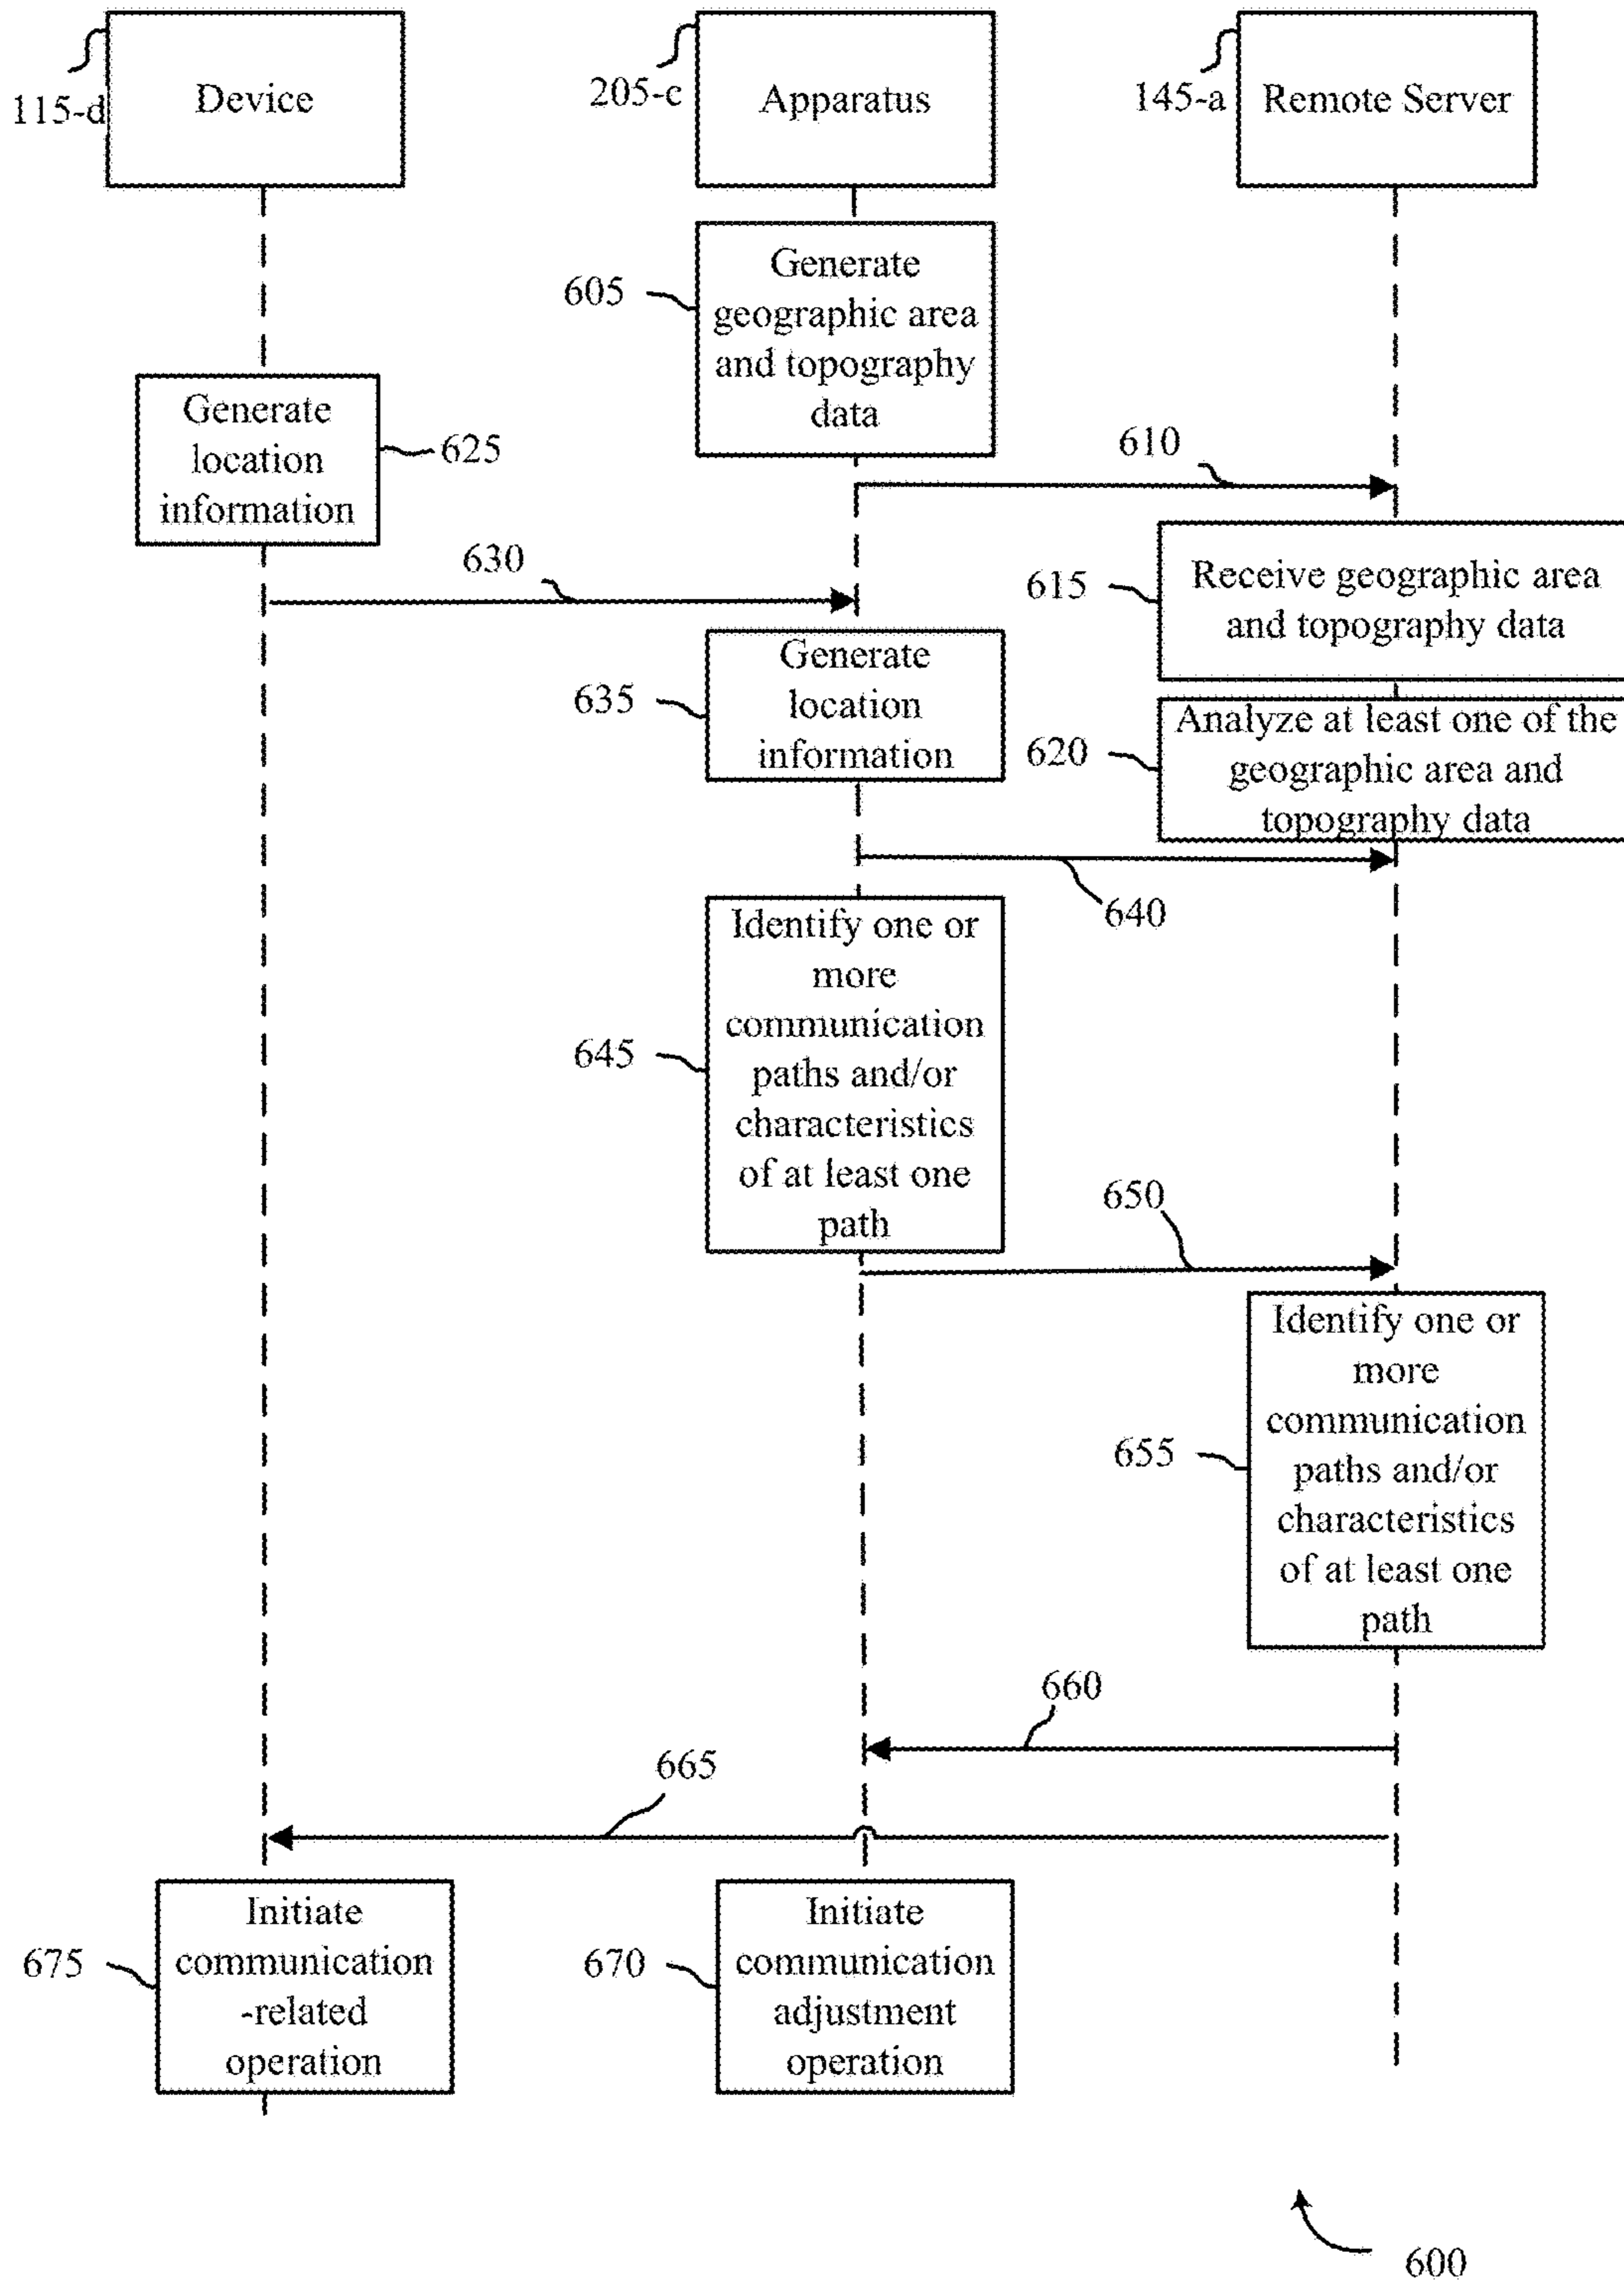 115-d
Device
205-c
Apparatus
145-a
Remote Server
605
Generate
geographic area
and topography
data
Generate
location
information
625
610
630
615
Receive geographic area
and topography data
635
Generate
location
information
620
Analyze at least one of the
geographic area and
topography data
640
645
Identify one or
more
communication
paths and/or
characteristics
of at least one
path
650
655
Identify one or
more
communication
paths and/or
characteristics
of at least one
path
660
665
675
Initiate
communication
-related
operation
670
Initiate
communication
adjustment
operation
600